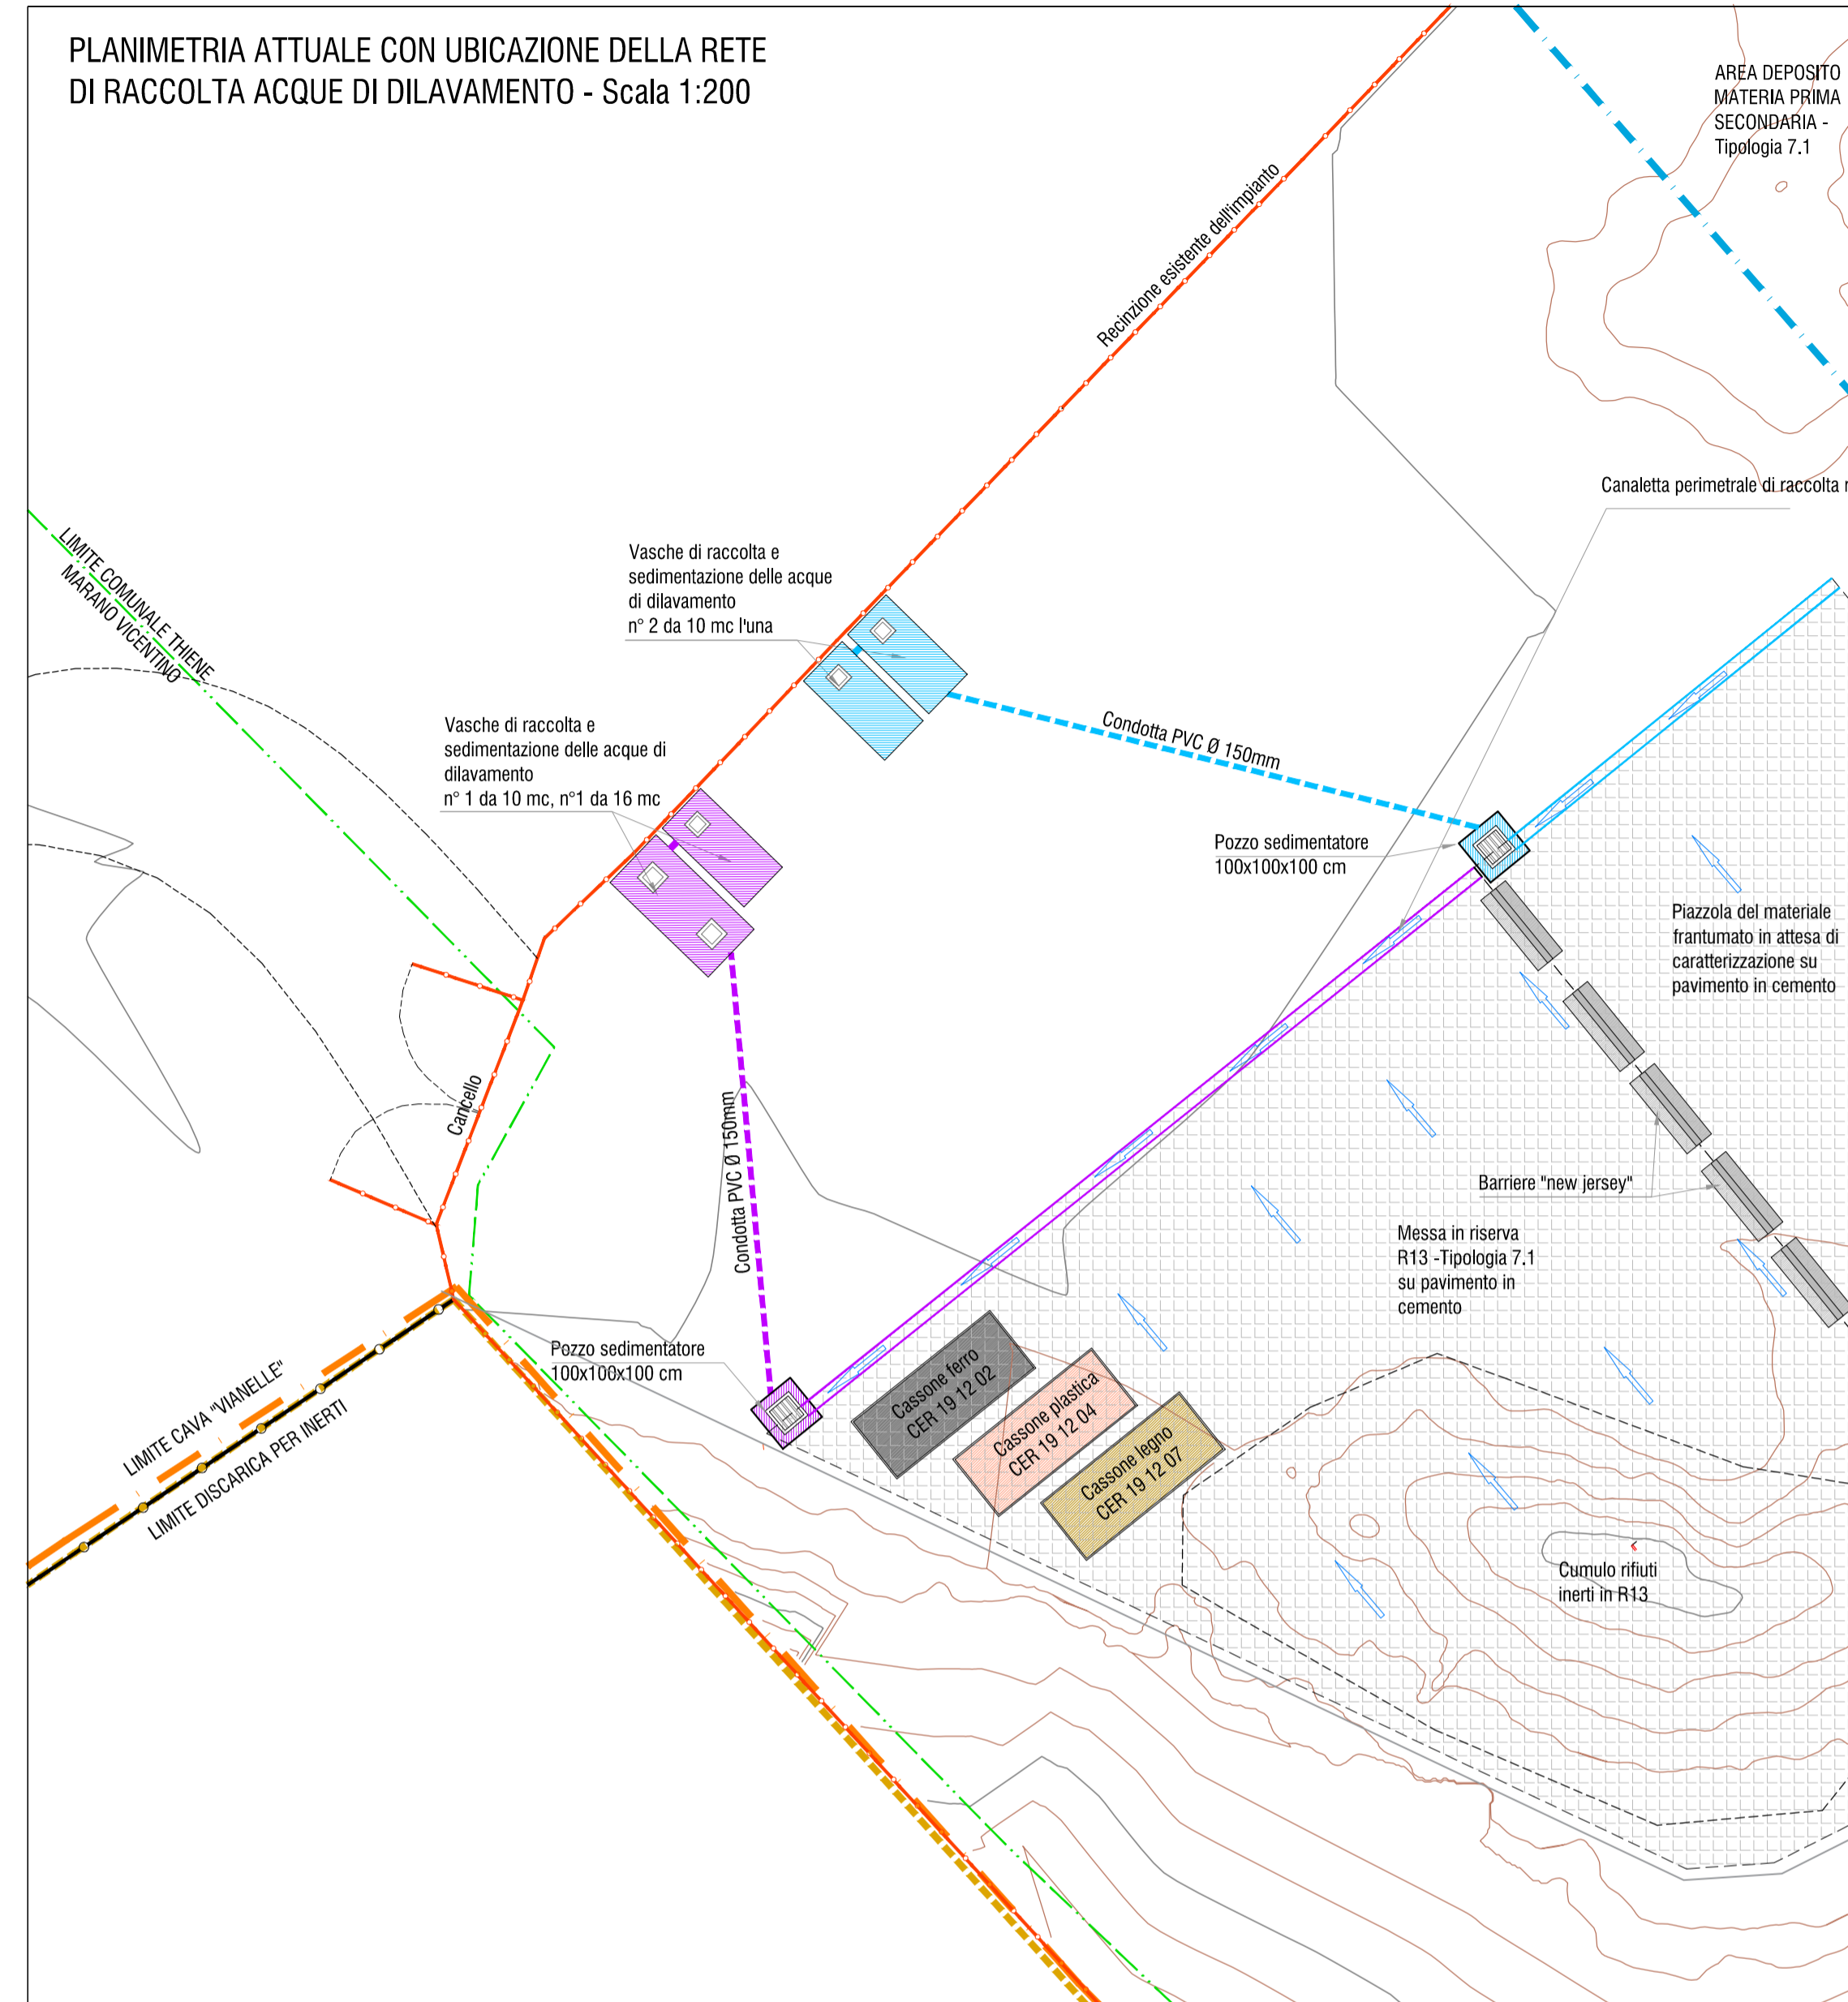 PLANIMETRIA ATTUALE CON UBICAZIONE DELLA RETE
DI RACCOLTA ACQUE DI DILAVAMENTO - Scala 1:200
AREA DEPOSITO
MATERIA PRIMA
SECONDARIA -
Tipologia 7.1
Recinzione esistente dell'impianto
Canaletta perimetrale di raccolta
LIMITE COMUNALE THIENE
MARANO VICENTINO
Vasche di raccolta e
sedimentazione delle acque
di dilavamento
n° 2 da 10 mc l'una
Vasche di raccolta e
sedimentazione delle acque di
dilavamento
n° 1 da 10 mc, n°1 da 16 mc
Condotta PVC Ø 150mm
Pozzo sedimentatore
100x100x100 cm
Piazzola del materiale
frantumato in attesa di
caratterizzazione su
pavimento in cemento
Cancello
Condotta PVC Ø 150mm
Barriere "new jersey"
Messa in riserva
R13 -Tipologia 7.1
su pavimento in
cemento
Pozzo sedimentatore
100x100x100 cm
Cassone ferro
CER 19 12 02
Cassone plastica
CER 19 12 04
Cassone legno
CER 19 12 07
LIMITE CAVA "VIANELLE"
LIMITE DISCARICA PER INERTI
Cumulo rifiuti
inerti in R13